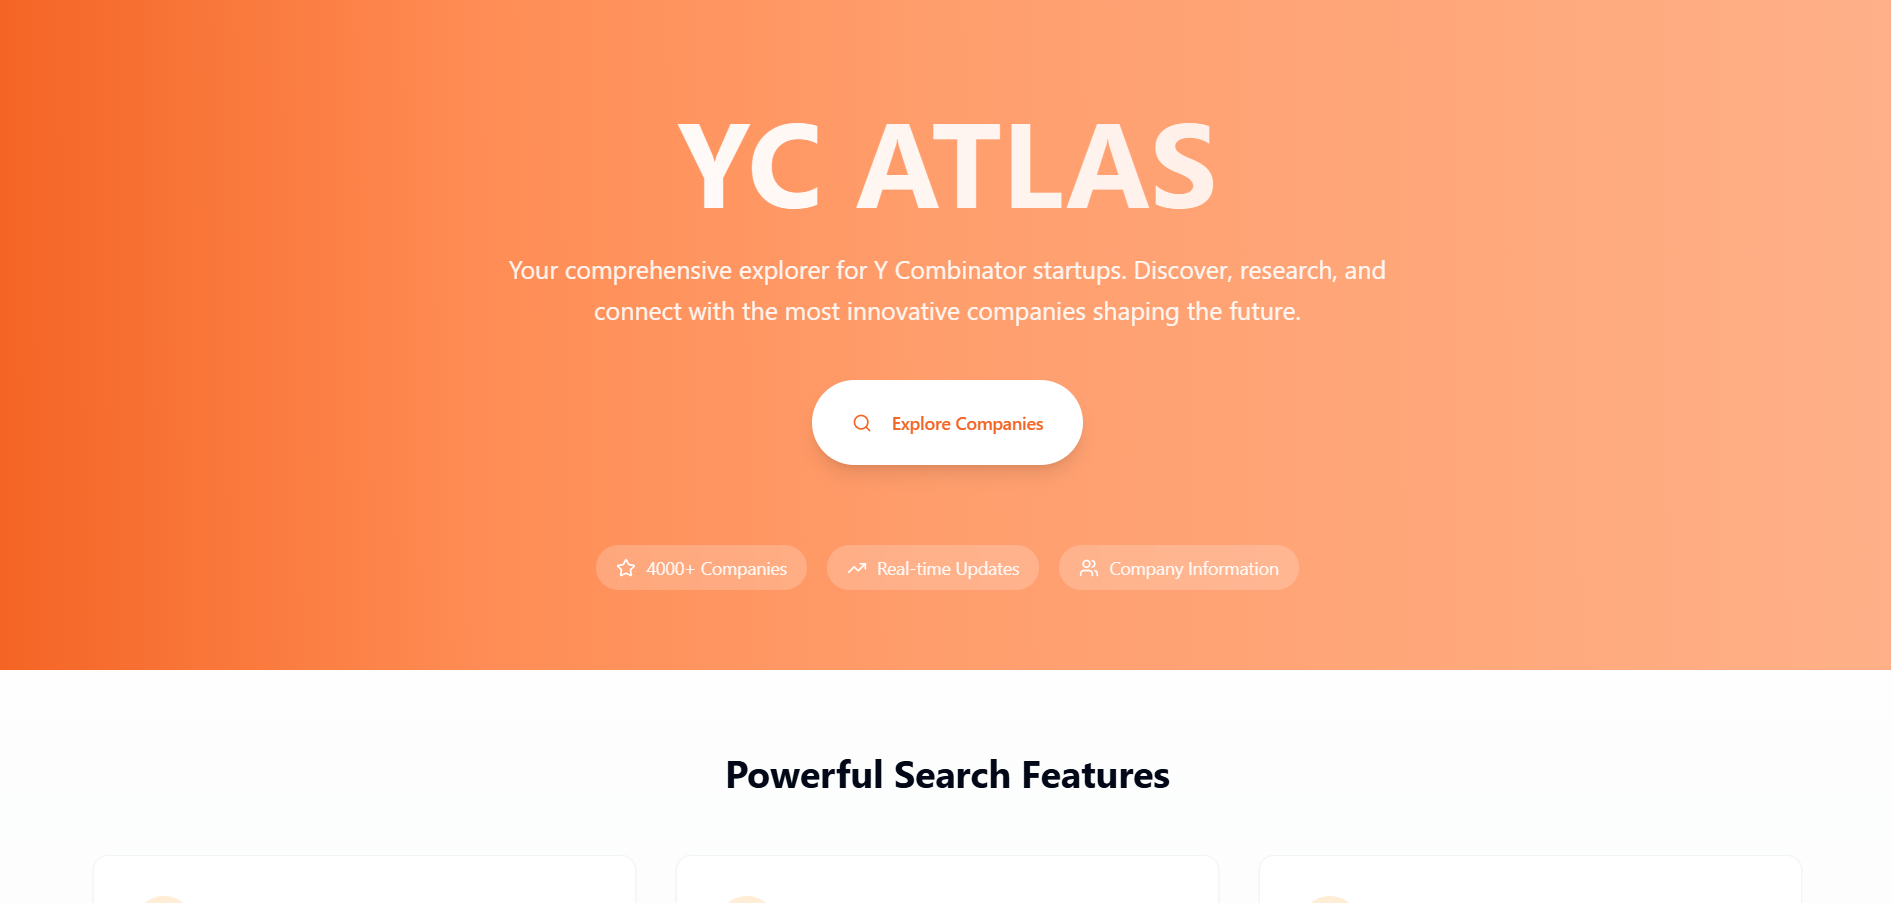 YC ATLAS
Your comprehensive explorer for Y Combinator startups. Discover, research, and
connect with the most innovative companies shaping the future.
Explore Companies
4000+ Companies
Real-time Updates
Company Information
Powerful Search Features